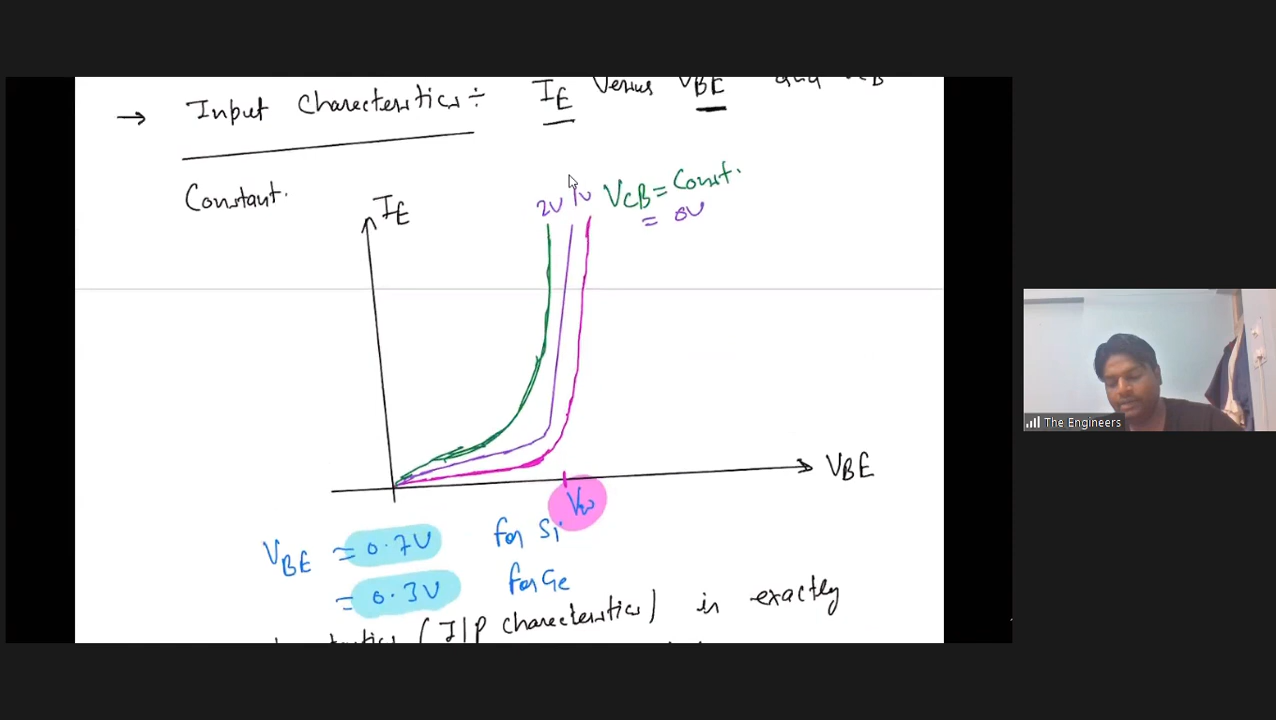 → Input Characteristics÷ IE Versus VBE and
Constant.
IE
2V 1V VCB = Const.
= 0V
VBE
VBE = 0.7V for Si
= 0.3V for Ge
(I/P characteristics) is exactly
The Engineers